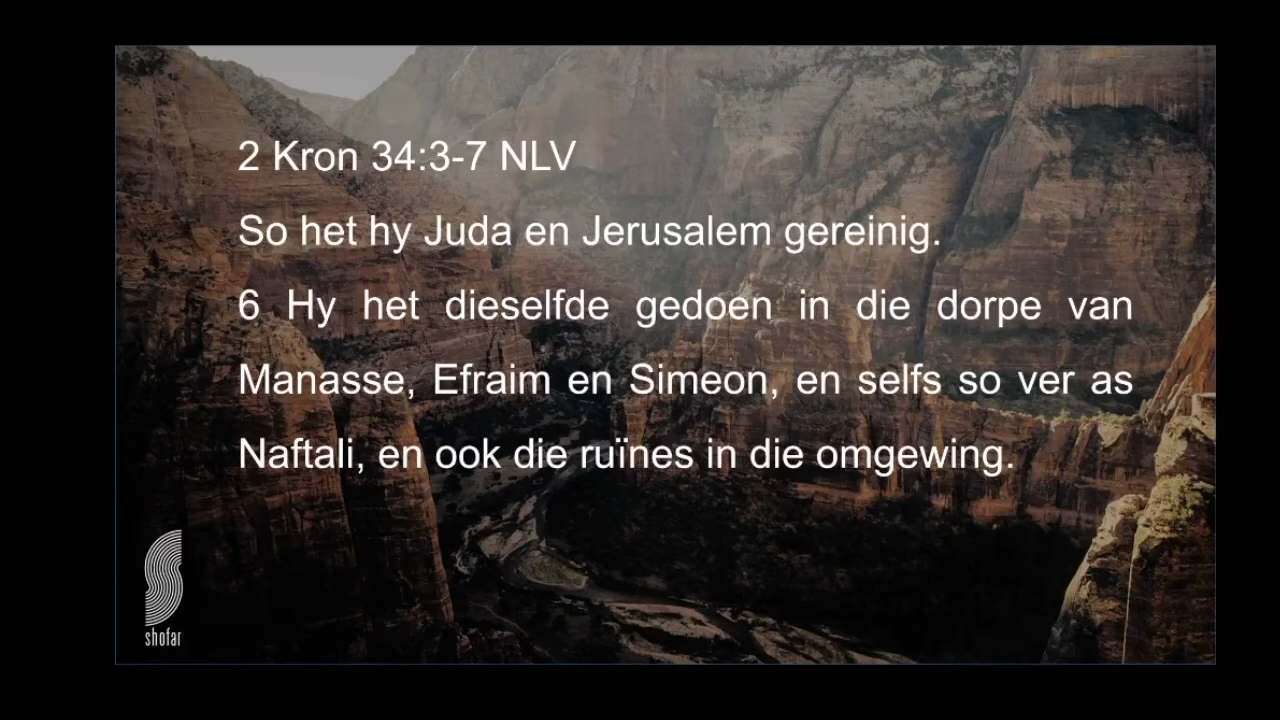 2 Kron 34:3-7 NLV
So het hy Juda en Jerusalem gereinig.
6 Hy het dieselfde gedoen in die dorpe van
Manasse, Efraim en Simeon, en selfs so ver as
Naftali, en ook die ruïnes in die omgewing.
shofar